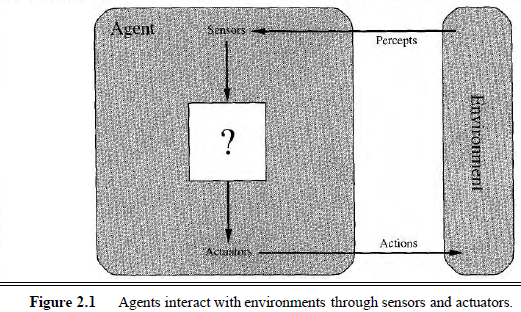 Agent
Sensors
Percepts
Environment
?
Actuators
Actions
Figure 2.1 Agents interact with environments through sensors and actuators.